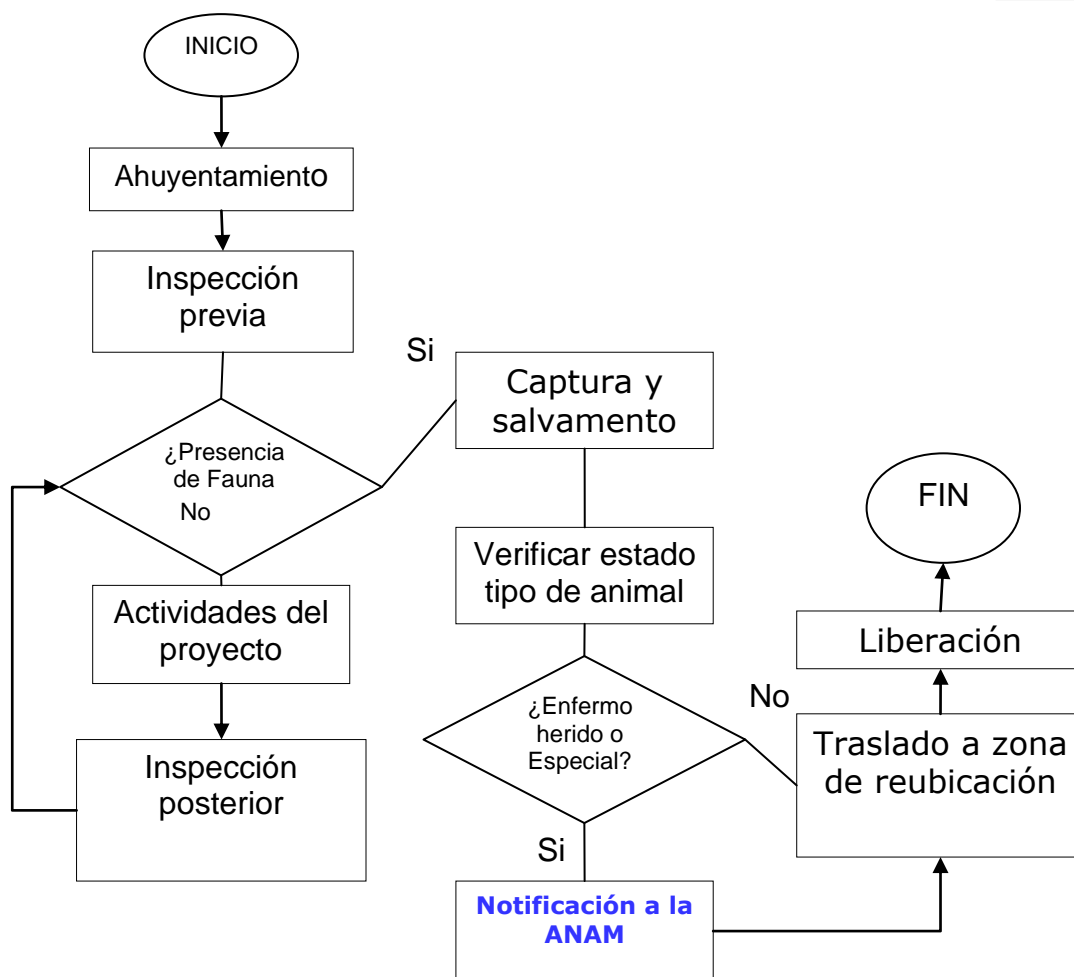 INICIO
Ahuyentamiento
Inspección
previa
¿Presencia
de Fauna
No
Actividades del
proyecto
Inspección
posterior
Si
Captura y
salvamento
Verificar estado
tipo de animal
¿Enfermo
herido o
Especial?
Si
Notificación a la
ANAM
No
Traslado a zona
de reubicación
Liberación
FIN